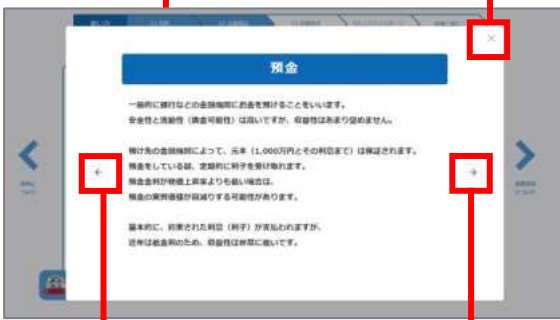 預金
一般的に銀行などの金融機関にお金を預けることをいいます。
安全性と流動性（換金可能性）は高いですが、収益性はあまり望めません。
預け先の金融機関によって、元本（1,000万円とその利息まで）は保証されます。
預金をしている間、定期的に利子を受け取れます。
預金金利が物価上昇率よりも低い場合は、
預金の実質価値が目減りする可能性があります。
基本的に、約束された利息（利子）が支払われますが、
近年は低金利のため、収益性は非常に低いです。